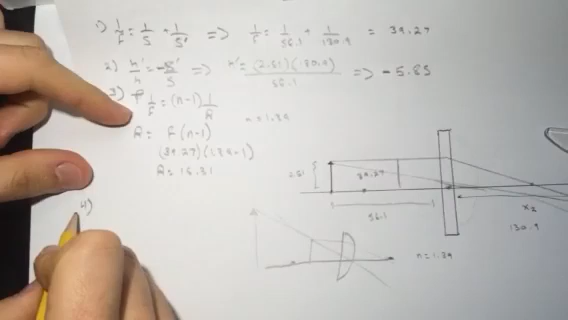 1) 1/f = 1/s + 1/s' => 1/f = 1/56.1 + 1/130.9 = 39.27
2) h'/h = -s'/s => h' = (2.51)(130.9)/56.1 => -5.85
3) 1/f = (n-1) 1/R
n = 1.39
R = f(n-1)
(39.27)(1.39-1)
R = 15.31
4)
2.51
39.27
56.1
x2
130.9
n = 1.39